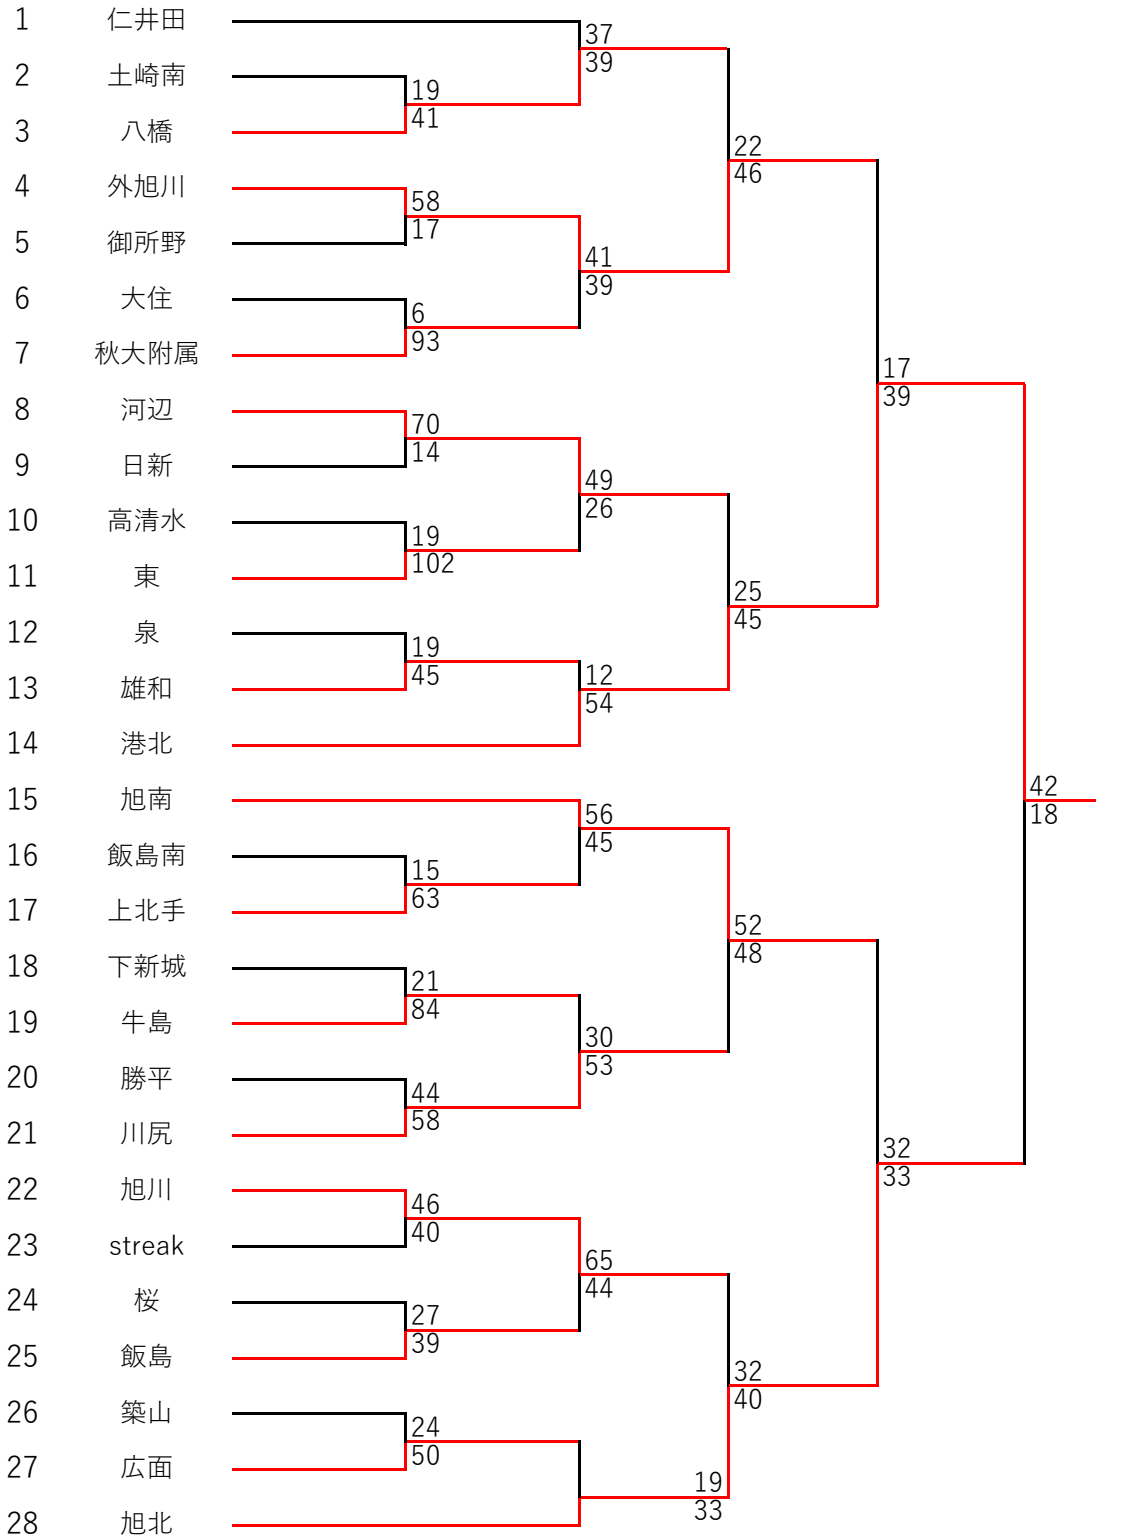 1 仁井田
37
39
2 土崎南
19
41
3 八橋
22
46
4 外旭川
58
17
5 御所野
41
39
6 大住
6
93
7 秋大附属
17
39
8 河辺
70
14
9 日新
49
26
10 高清水
19
102
11 東
25
45
12 泉
19
45
13 雄和
12
54
14 港北
42
18
15 旭南
56
45
16 飯島南
15
63
17 上北手
52
48
18 下新城
21
84
19 牛島
30
53
20 勝平
44
58
21 川尻
32
33
22 旭川
46
40
23 streak
65
44
24 桜
27
39
25 飯島
32
40
26 築山
24
50
27 広面
19
33
28 旭北